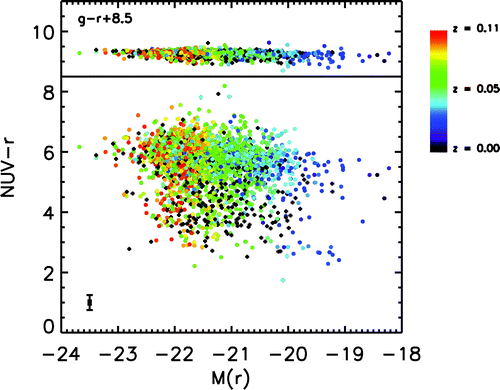 g-r+8.5
10
8
6
4
2
0
NUV-r
-24 -23 -22 -21 -20 -19 -18
M(r)
z = 0.11
z = 0.05
z = 0.00